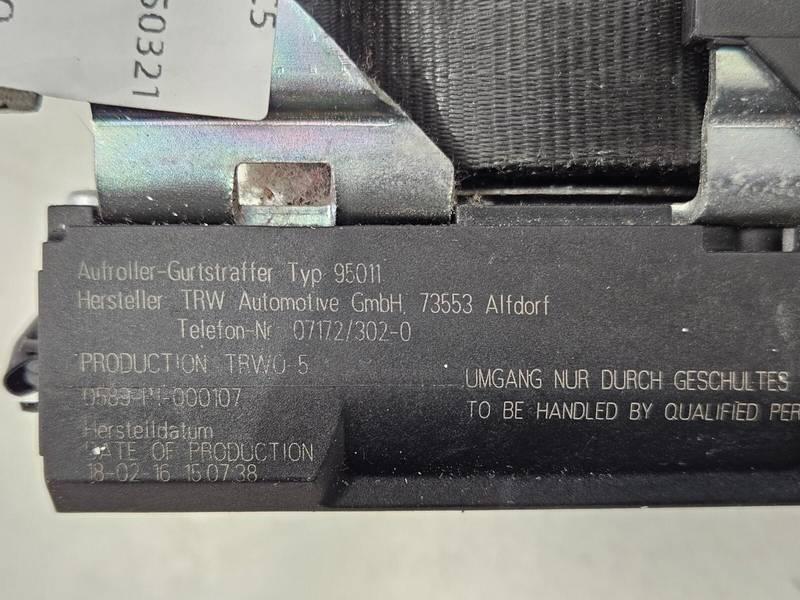 50321
Aufroller-Gurtstraffer Typ 95011
Hersteller TRW Automotive GmbH, 73553 Alfdorf
Telefon-Nr 07172/302-0
PRODUCTION TRWO 5
UMGANG NUR DURCH GESCHULTES
TO BE HANDLED BY QUALIFIED PER
Herstelldatum
DATE OF PRODUCTION
18-02-16 15:07:38